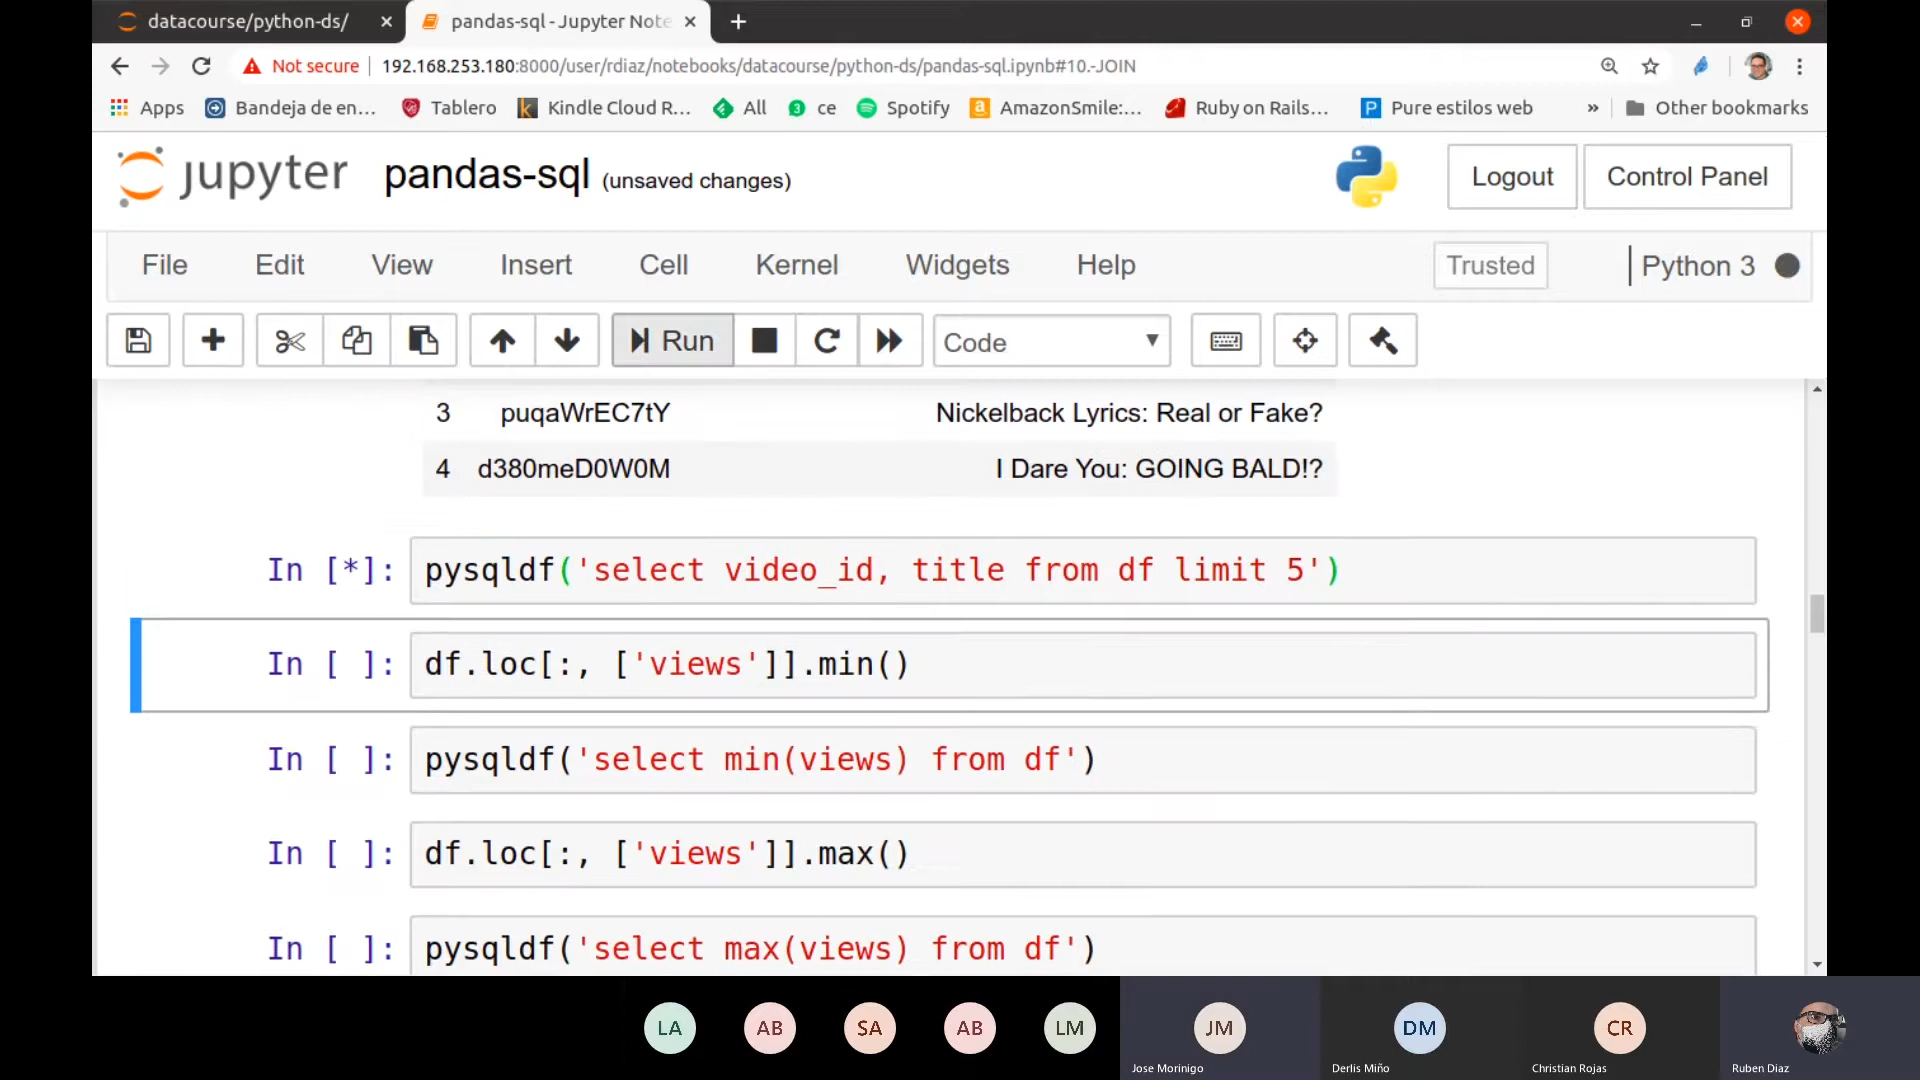 datacourse/python-ds/
pandas-sql - Jupyter Note
Not secure
192.168.253.180:8000/user/rdiaz/notebooks/datacourse/python-ds/pandas-sql.ipynb#10.-JOIN
Apps
Bandeja de en...
Tablero
Kindle Cloud R...
All
3
ce
Spotify
a
AmazonSmile:...
Ruby on Rails...
P
Pure estilos web
»
Other bookmarks
jupyter
pandas-sql (unsaved changes)
Logout
Control Panel
File
Edit
View
Insert
Cell
Kernel
Widgets
Help
Trusted
Python 3
Run
Code
3 puqaWrEC7tY Nickelback Lyrics: Real or Fake?
4 d380meD0W0M I Dare You: GOING BALD!?
In [*]: pysqldf('select video_id, title from df limit 5')
In [ ]: df.loc[:, ['views']].min()
In [ ]: pysqldf('select min(views) from df')
In [ ]: df.loc[:, ['views']].max()
In [ ]: pysqldf('select max(views) from df')
LA
AB
SA
AB
LM
JM
DM
CR
Jose Morinigo
Derlis Miño
Christian Rojas
Ruben Diaz